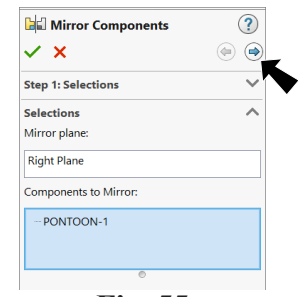 Mirror Components
?
Step 1: Selections
Selections
Mirror plane:
Right Plane
Components to Mirror:
PONTOON-1